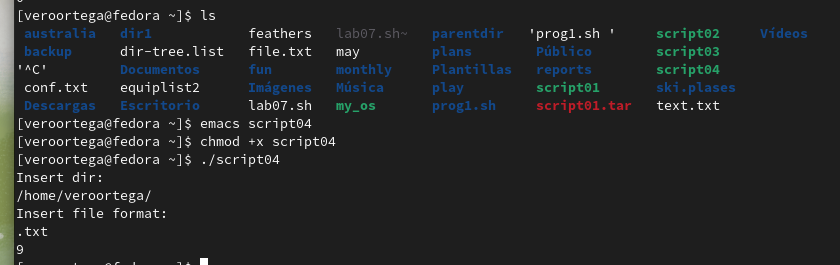 [veroortega@fedora ~]$ ls
australia dir1 feathers lab07.sh~ parentdir 'prog1.sh ' script02 Vídeos
backup dir-tree.list file.txt may plans Público script03
'^C' Documentos fun monthly Plantillas reports script04
conf.txt equiplist2 Imágenes Música play script01 ski.plases
Descargas Escritorio lab07.sh my_os prog1.sh script01.tar text.txt
[veroortega@fedora ~]$ emacs script04
[veroortega@fedora ~]$ chmod +x script04
[veroortega@fedora ~]$ ./script04
Insert dir:
/home/veroortega/
Insert file format:
.txt
9
[veroortega@fedora ~]$